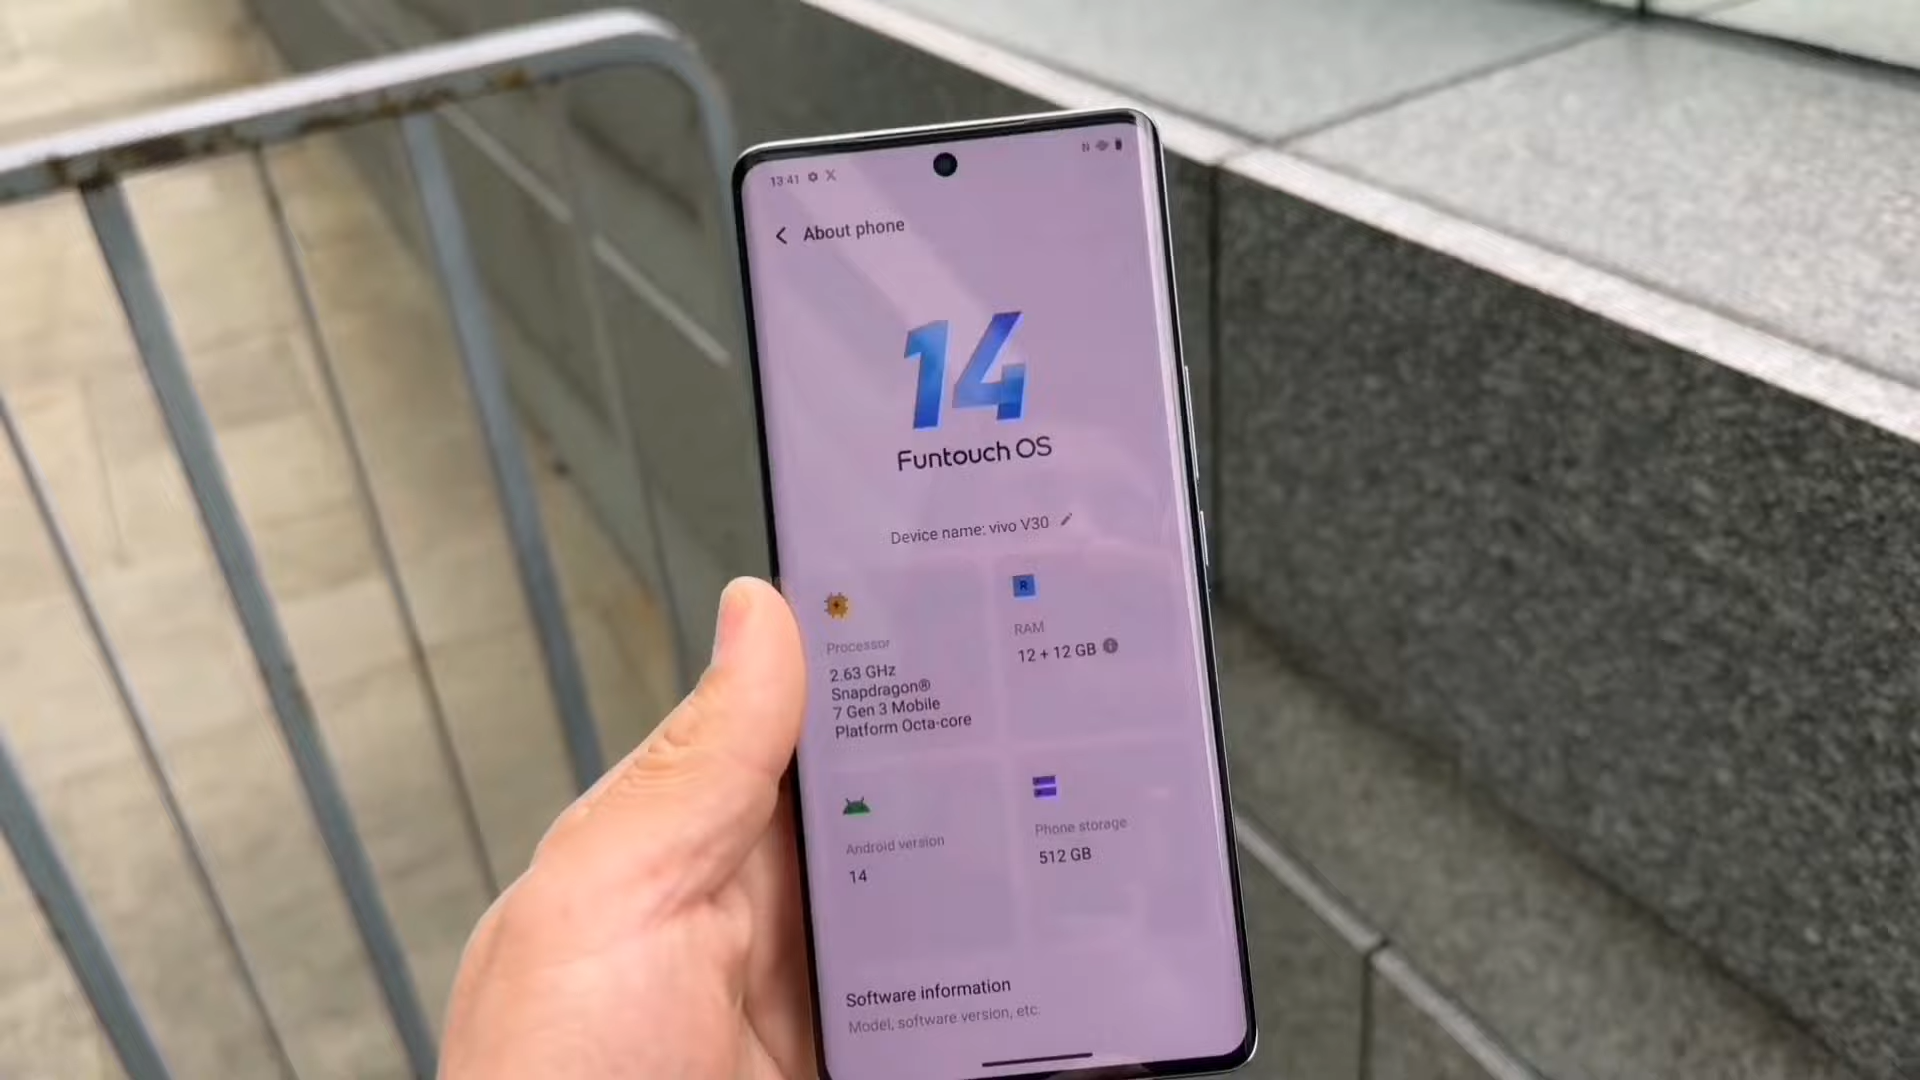 13:41
About phone
14
Funtouch OS
Device name: vivo V30
R
Processor
2.63 GHz
Snapdragon®
7 Gen 3 Mobile
Platform Octa-core
RAM
12 + 12 GB
Android version
14
Phone storage
512 GB
Software information
Model, software version, etc.